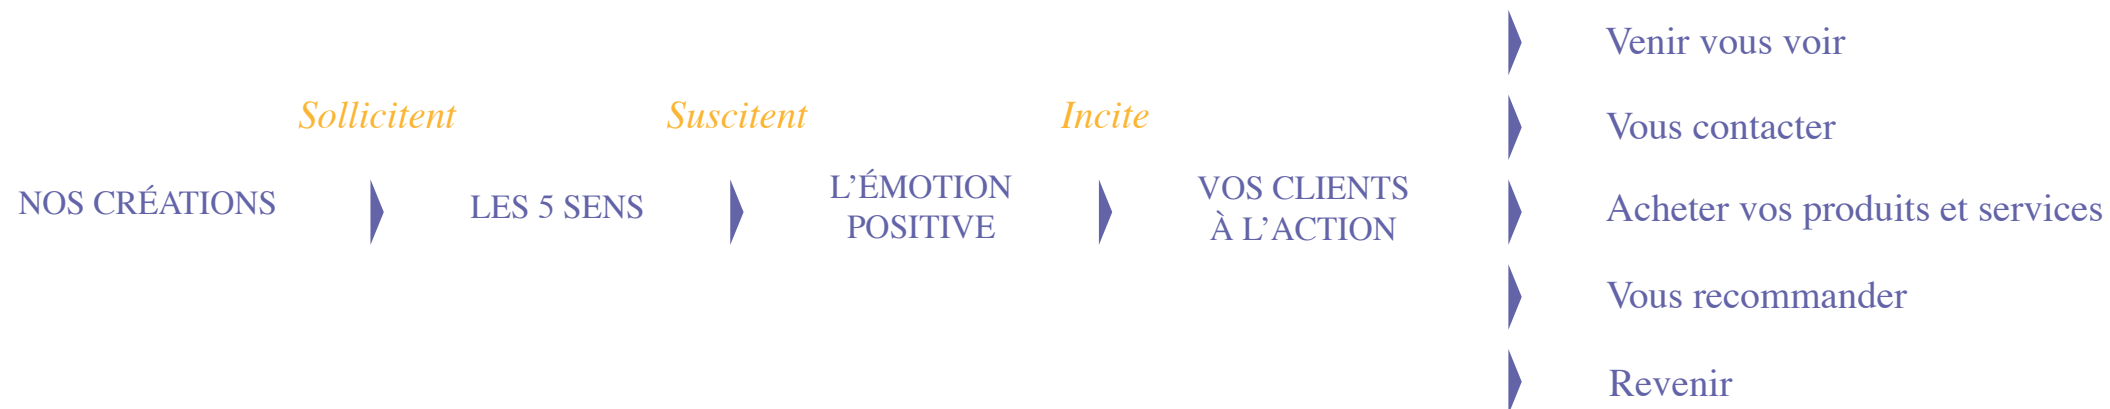 NOS CRÉATIONS
Sollicitent
LES 5 SENS
Suscitent
L’ÉMOTION
POSITIVE
Incite
VOS CLIENTS
À L’ACTION
Venir vous voir
Vous contacter
Acheter vos produits et services
Vous recommander
Revenir